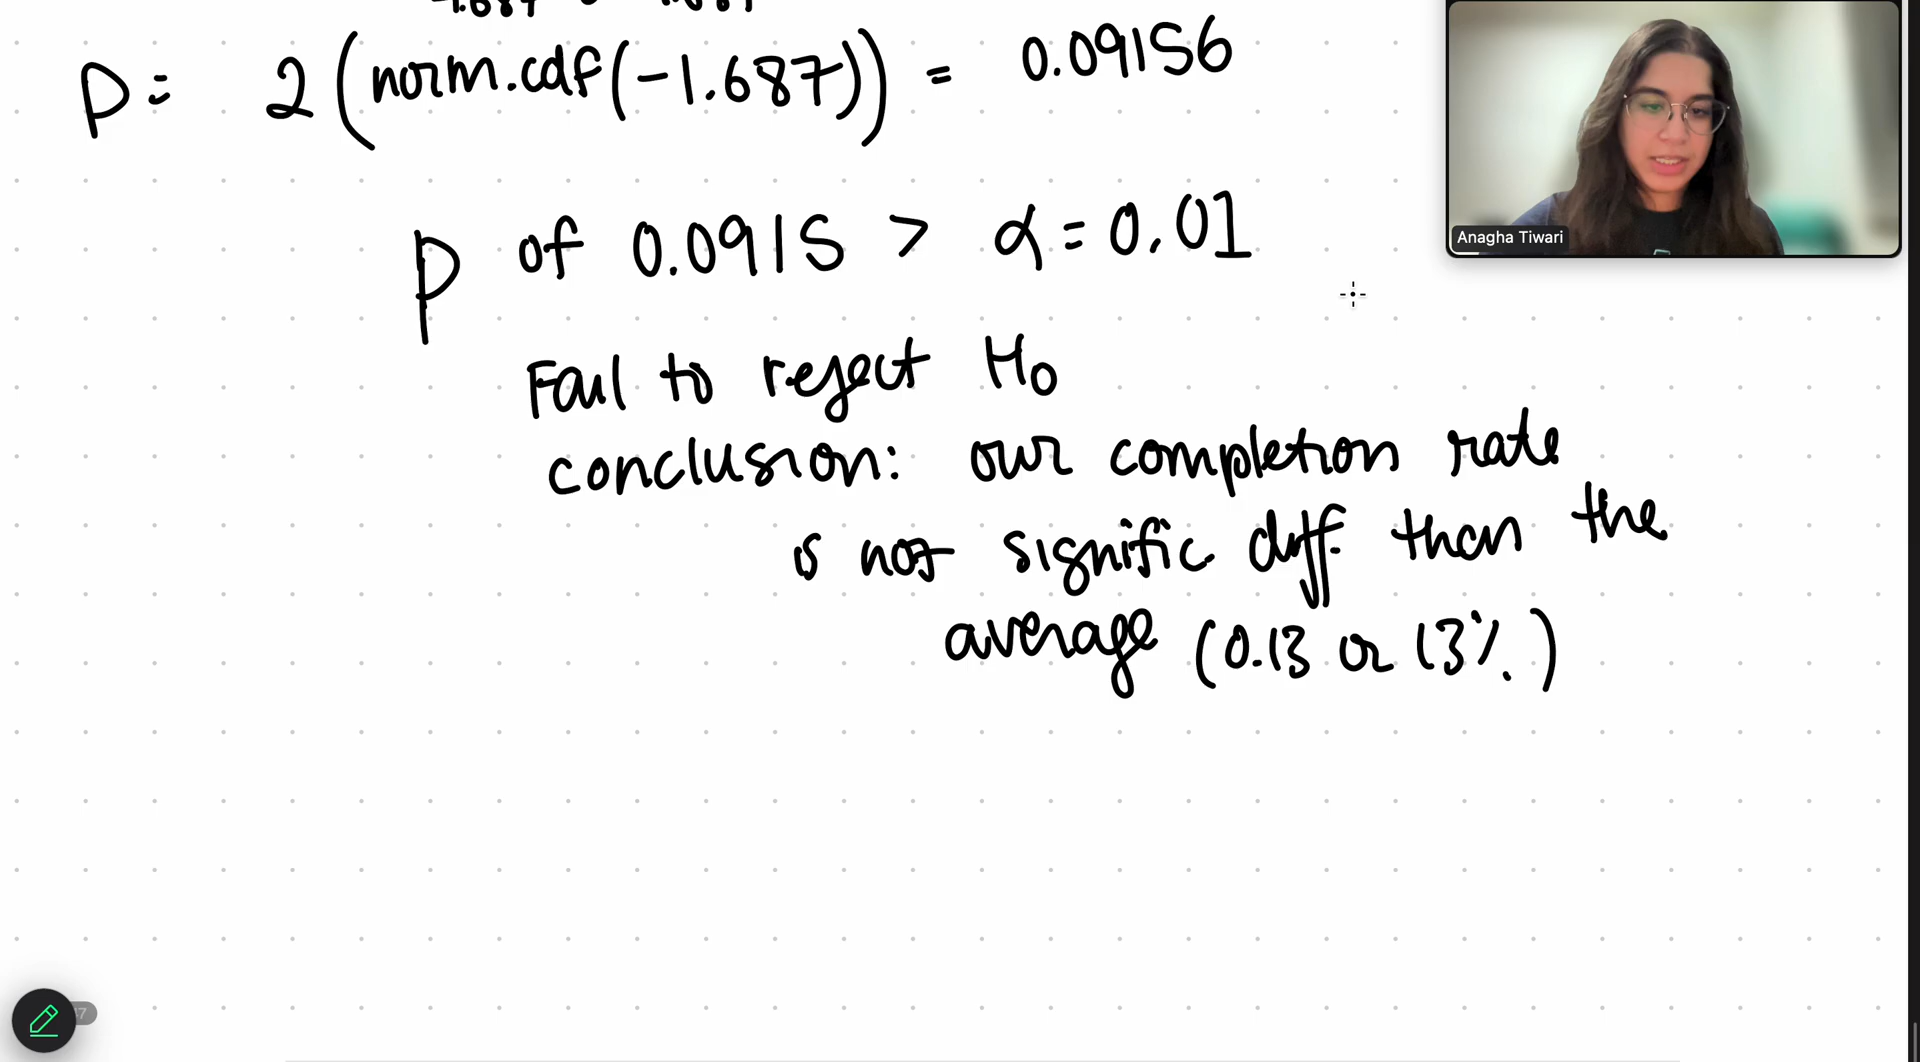 P= 2(norm.cdf(-1.687)) = 0.09156
p of 0.0915 > α=0.01
Anagha Tiwari
Fail to reject H0
conclusion: our completion rate
is not signific. diff. than the
average (0.13 or 13%.)